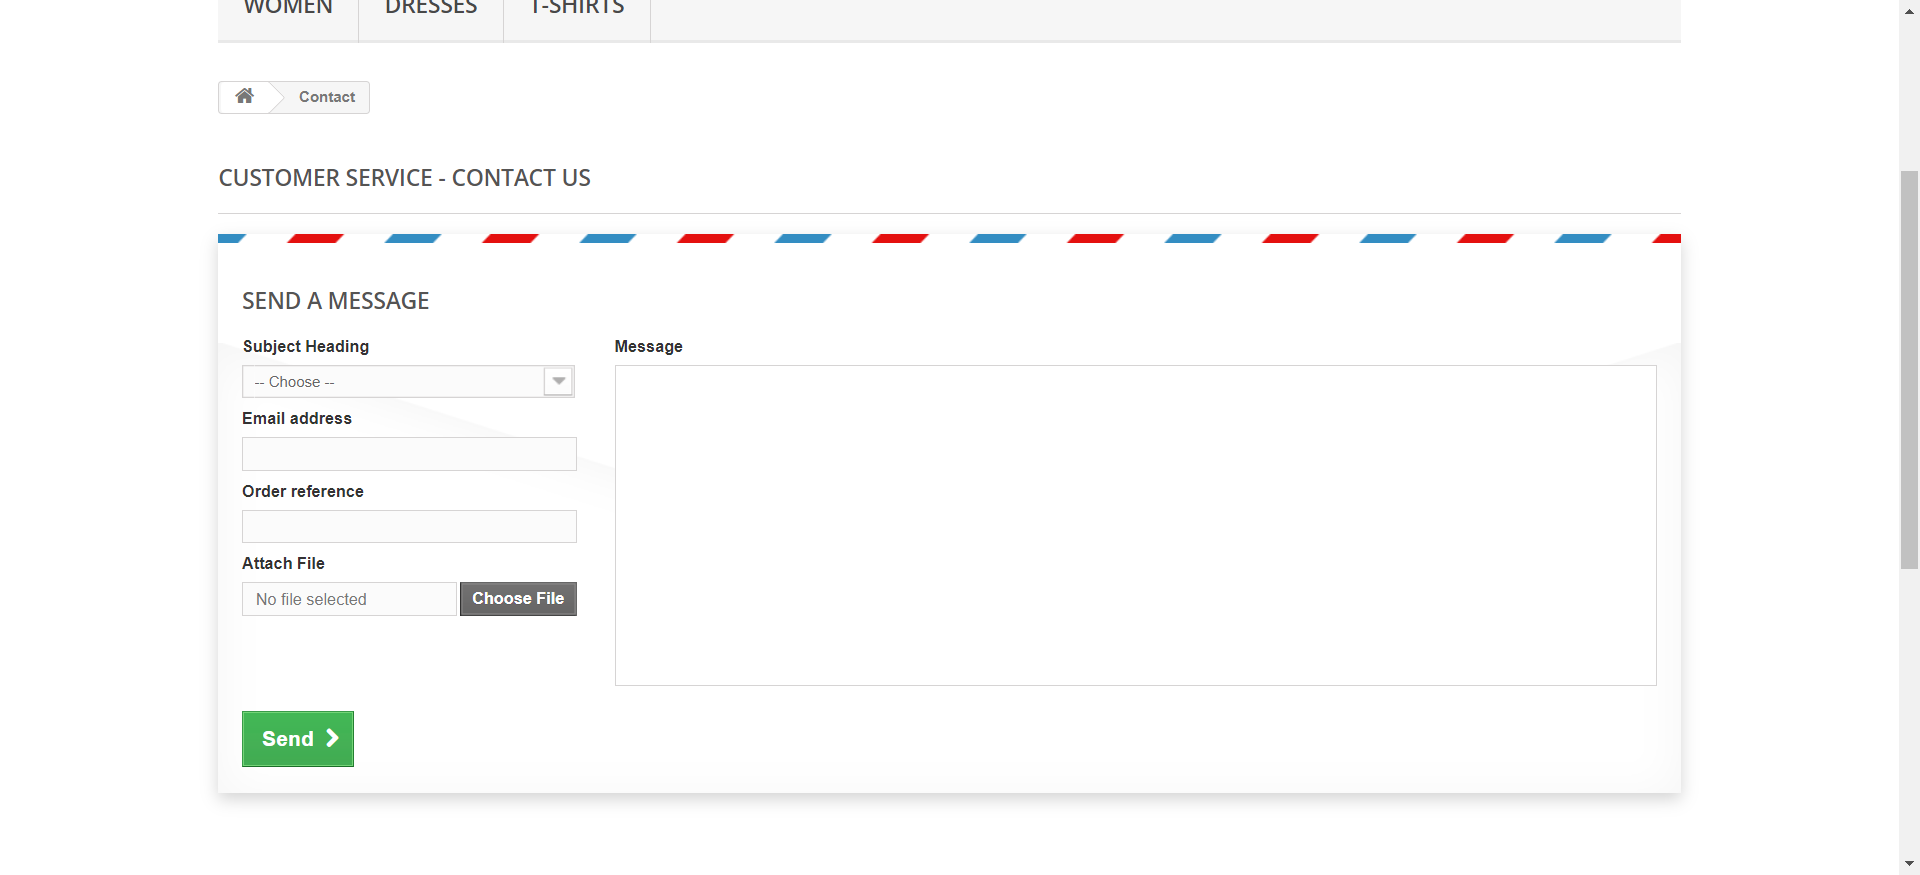 WOMEN DRESSES T-SHIRTS
Contact
CUSTOMER SERVICE - CONTACT US
SEND A MESSAGE
Subject Heading
-- Choose --
Email address
Order reference
Attach File
No file selected Choose File
Message
Send